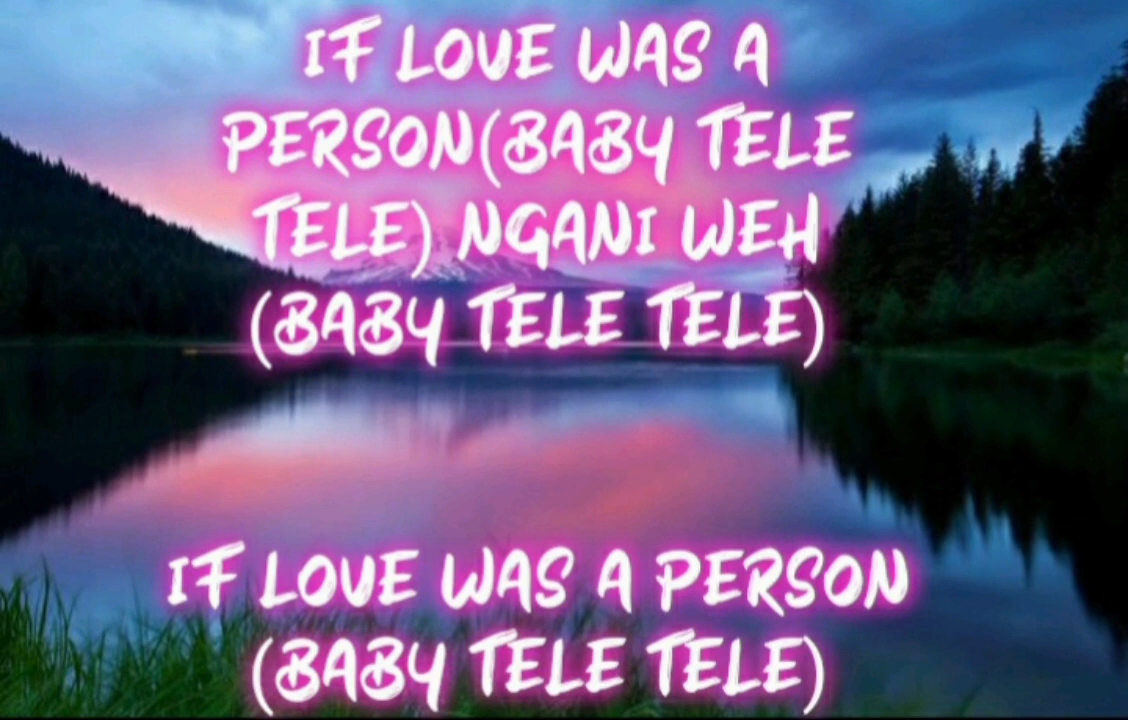 IF LOVE WAS A
PERSON(BABY TELE
TELE) NGANI WEH
(BABY TELE TELE)
IF LOVE WAS A PERSON
(BABY TELE TELE)